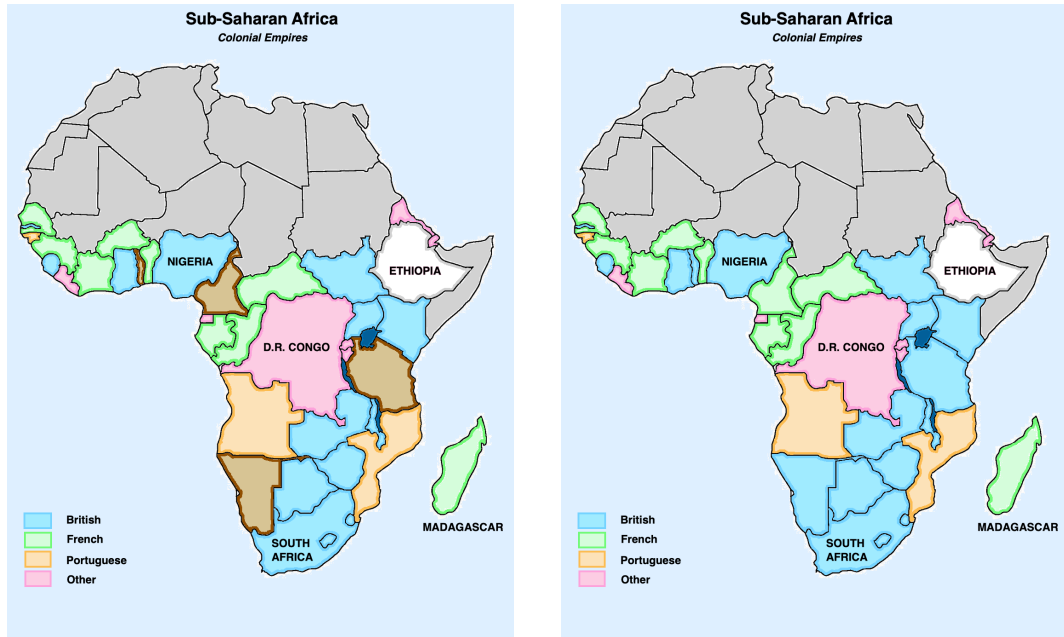 Sub-Saharan Africa
Colonial Empires
NIGERIA
ETHIOPIA
D.R. CONGO
MADAGASCAR
SOUTH
AFRICA
British
French
Portuguese
Other
Sub-Saharan Africa
Colonial Empires
NIGERIA
ETHIOPIA
D.R. CONGO
MADAGASCAR
SOUTH
AFRICA
British
French
Portuguese
Other